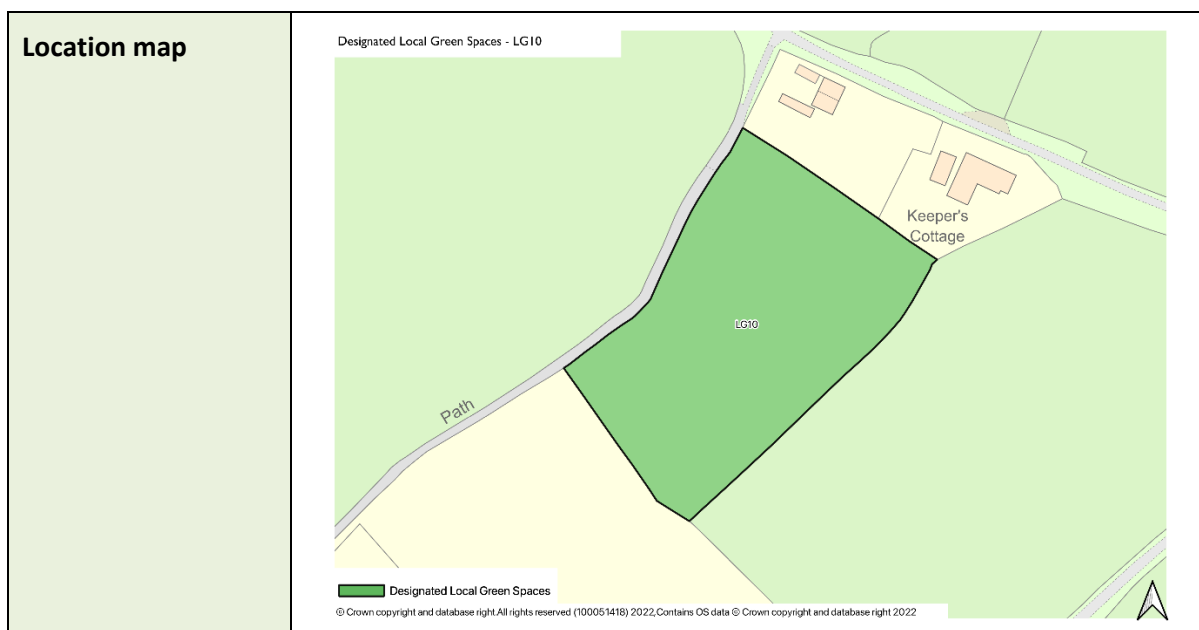 Location map
Designated Local Green Spaces - LG10
Keeper's
Cottage
LG10
Path
Designated Local Green Spaces
© Crown copyright and database right.All rights reserved (100051418) 2022,Contains OS data © Crown copyright and database right 2022